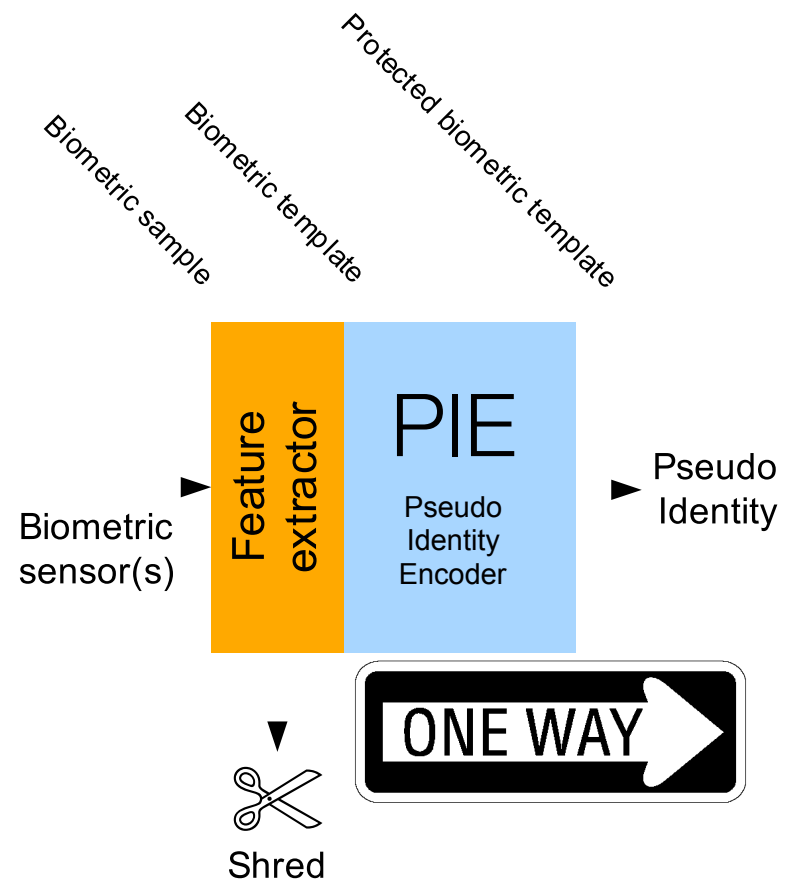 Biometric sample
Biometric template
Protected biometric template
Feature
extractor
PIE
Pseudo
Identity
Encoder
Biometric
sensor(s)
Pseudo
Identity
ONE WAY
Shred